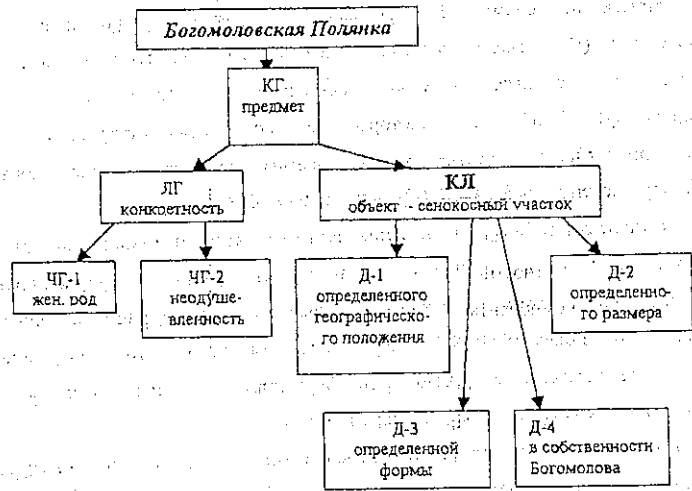 Богомоловская Полянка
КГ
предмет
ЛГ
конкретность
КЛ
объект - сенокосный участок
ЧГ-1
жен. род
ЧГ-2
неодуше-
вленность
Д-1
определенного
географическо-
го положения
Д-2
определенно-
го размера
Д-3
определенной
формы
Д-4
в собственности
Богомолова